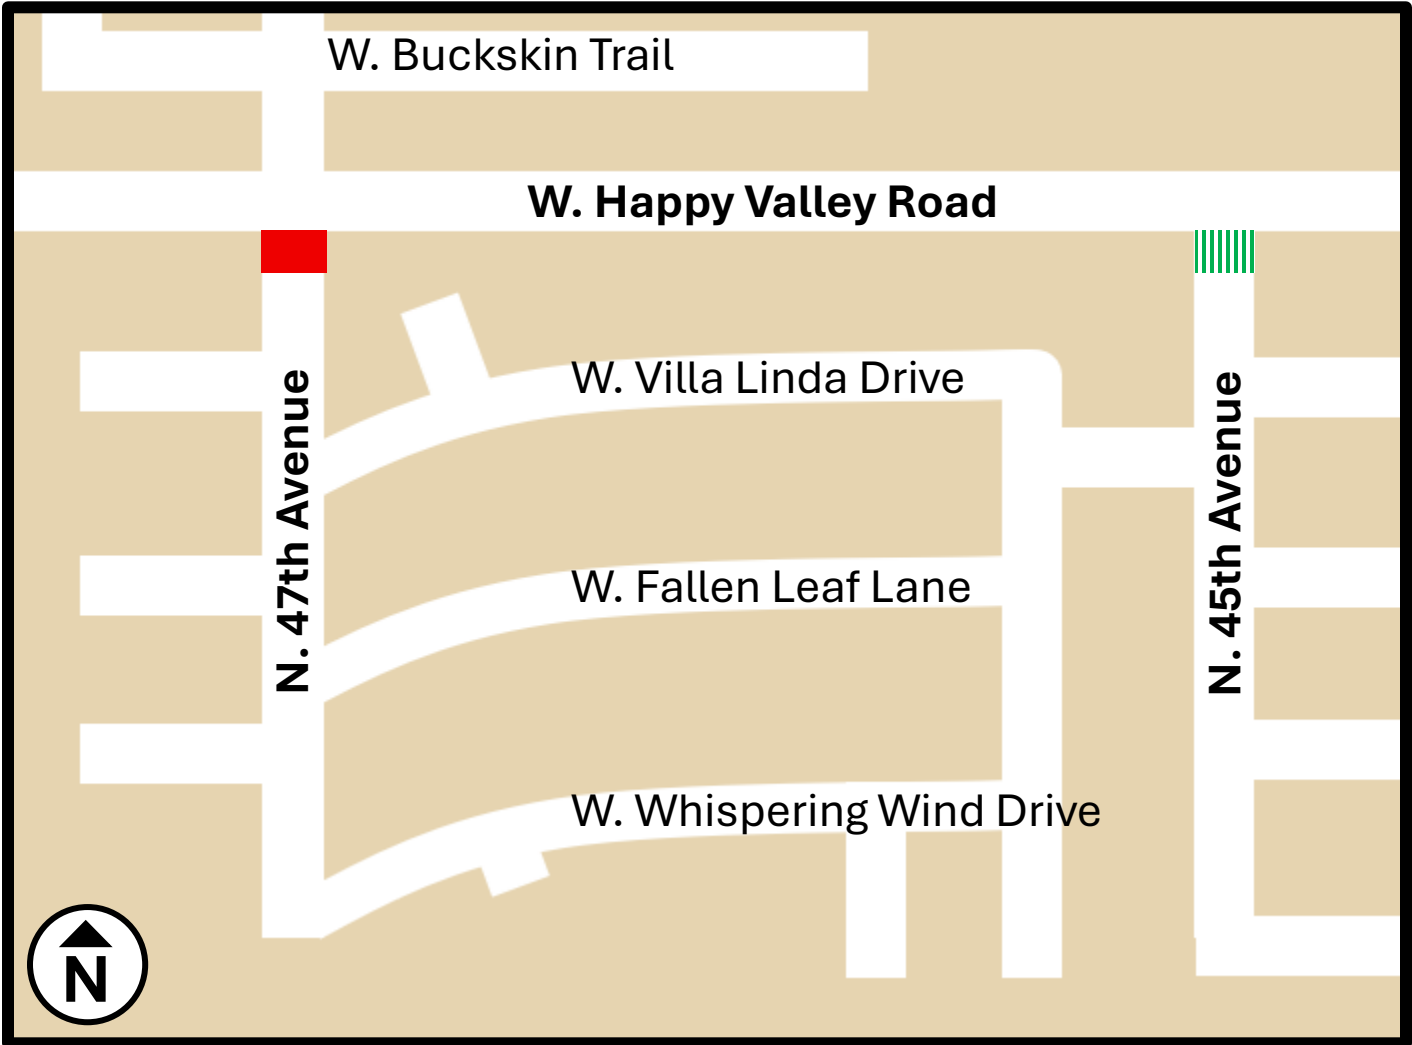 W. Buckskin Trail
W. Happy Valley Road
W. Villa Linda Drive
N. 47th Avenue
N. 45th Avenue
W. Fallen Leaf Lane
W. Whispering Wind Drive
N